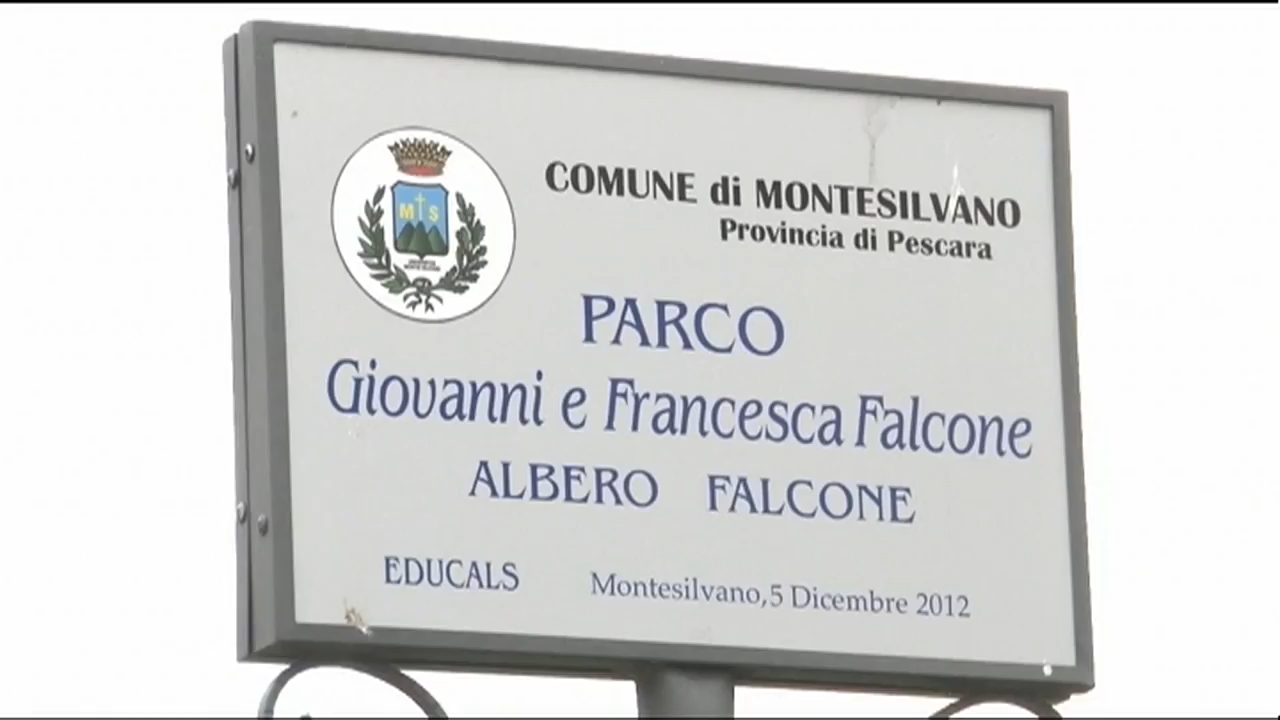 COMUNE di MONTESILVANO
Provincia di Pescara
M S
PARCO
Giovanni e Francesca Falcone
ALBERO FALCONE
EDUCALS
Montesilvano, 5 Dicembre 2012